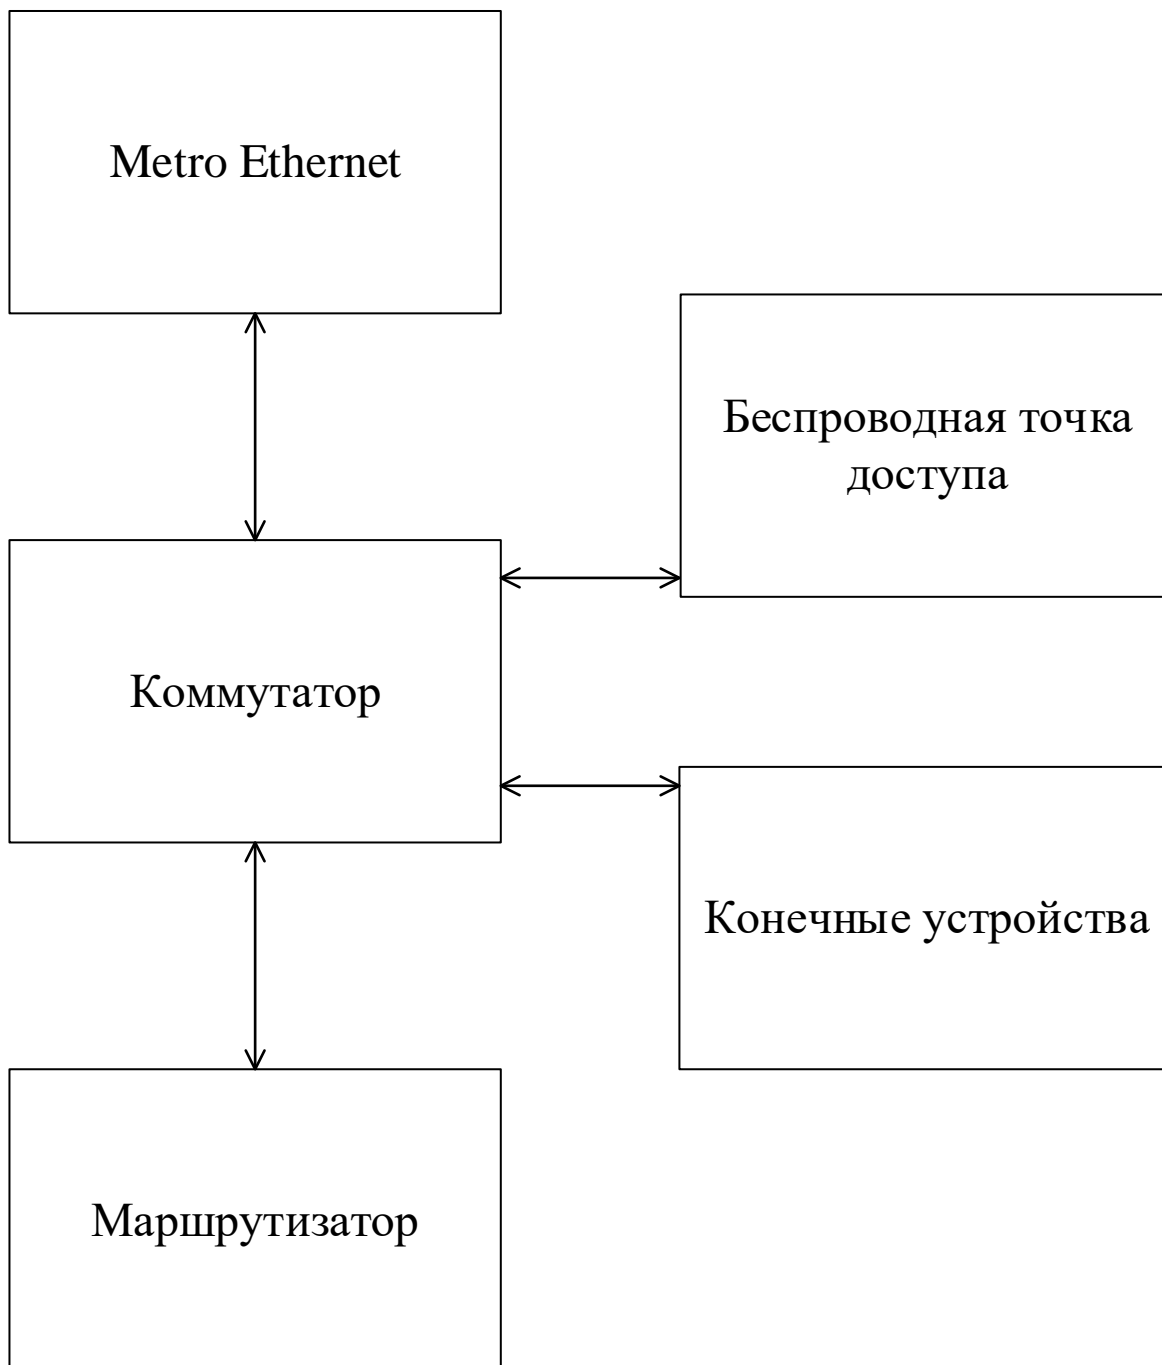 Metro Ethernet
Беспроводная точка
доступа
Коммутатор
Конечные устройства
Маршрутизатор